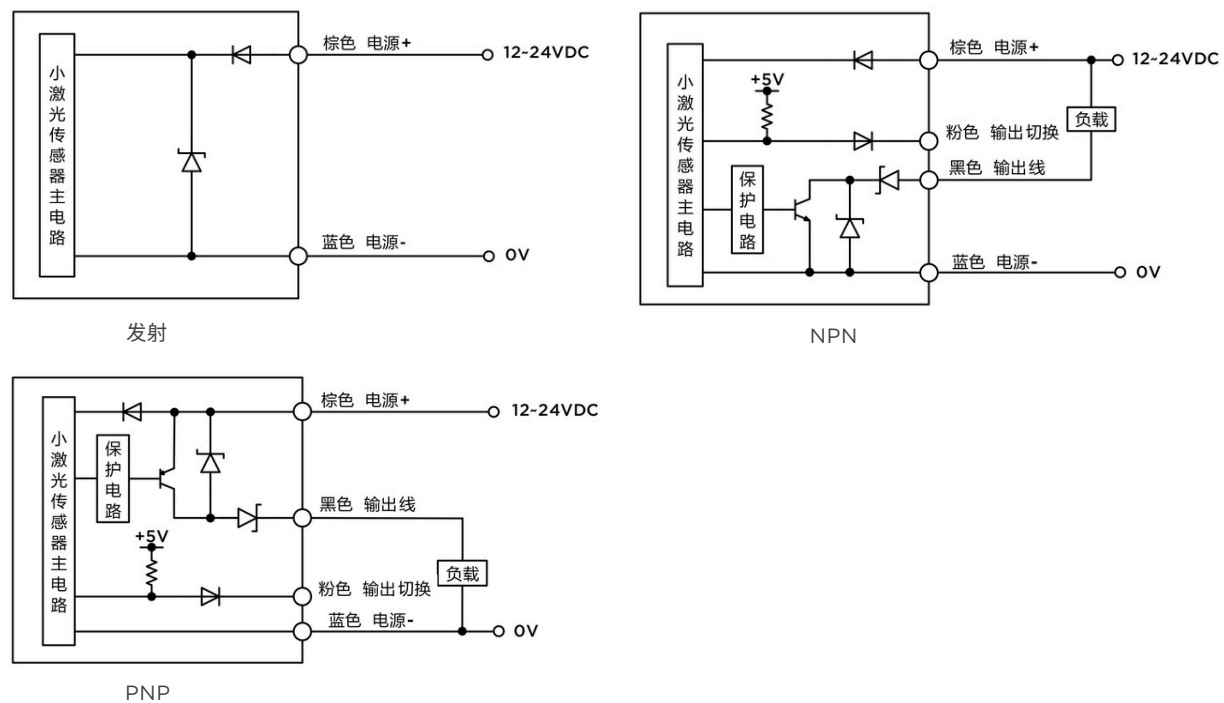 小激光传感器主电路
棕色 电源+
12~24VDC
蓝色 电源-
0V
发射
小激光传感器主电路
+5V
保护电路
棕色 电源+
12~24VDC
负载
粉色 输出切换
黑色 输出线
蓝色 电源-
0V
NPN
小激光传感器主电路
保护电路
+5V
棕色 电源+
12~24VDC
黑色 输出线
负载
粉色 输出切换
蓝色 电源-
0V
PNP